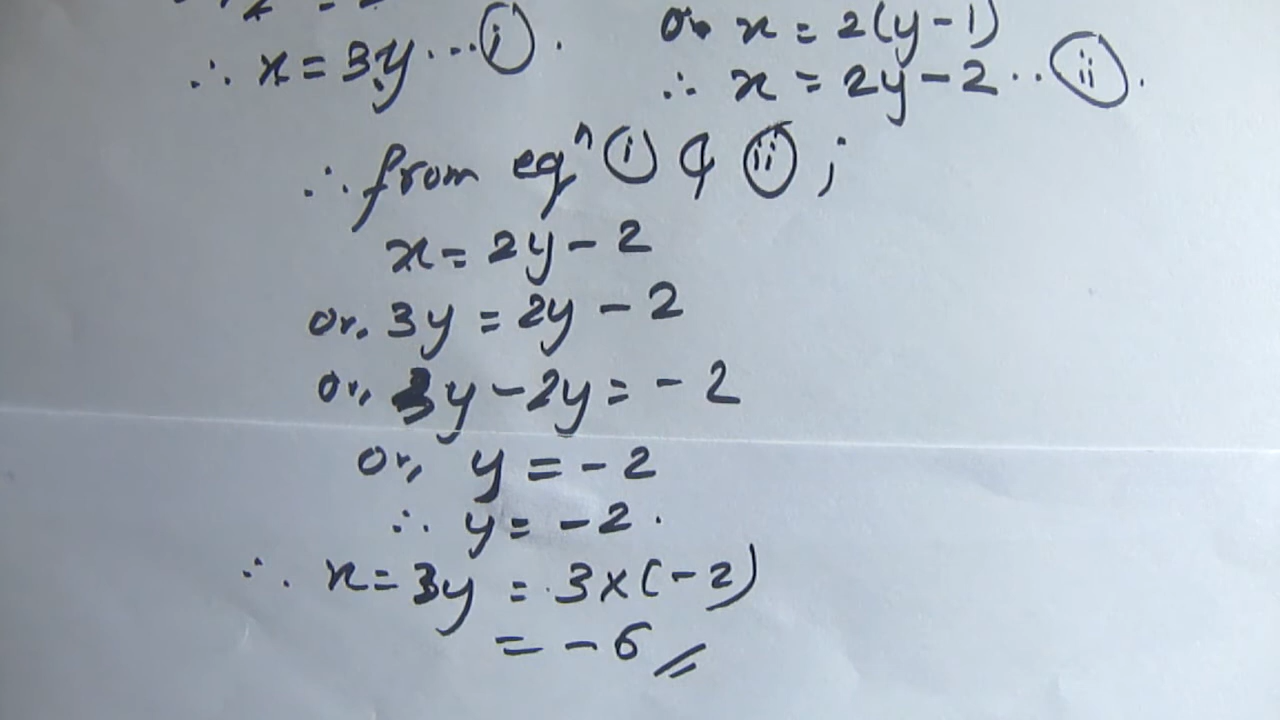 ∴ x = 3y ... (i).
or x = 2(y-1)
∴ x = 2y-2 .. (ii).
∴ from eqⁿ (i) & (ii) ;
x = 2y - 2
or, 3y = 2y - 2
or, 3y - 2y = - 2
or, y = - 2
∴ y = - 2.
∴ x = 3y = 3×(-2)
= - 6 //